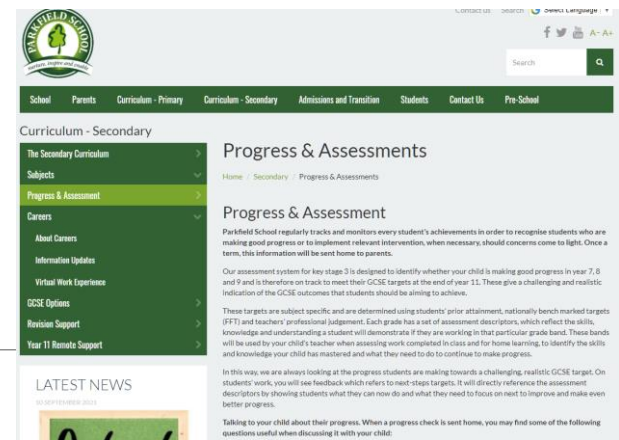 Contact us Search G Select Language
PARKFIELD SCHOOL
nurture, inspire and enable
A- A+
Search
School Parents Curriculum - Primary Curriculum - Secondary Admissions and Transition Students Contact Us Pre-School
Curriculum - Secondary
The Secondary Curriculum
Subjects
Progress & Assessment
Careers
About Careers
Information Updates
Virtual Work Experience
GCSE Options
Revision Support
Year 11 Remote Support
LATEST NEWS
30 SEPTEMBER 2021
Progress & Assessments
Home / Secondary / Progress & Assessments
Progress & Assessment
Parkfield School regularly tracks and monitors every student's achievements in order to recognise students who are
making good progress or to implement relevant intervention, when necessary, should concerns come to light. Once a
term, this information will be sent home to parents.
Our assessment system for key stage 3 is designed to identify whether your child is making good progress in year 7, 8
and 9 and is therefore on track to meet their GCSE targets at the end of year 11. These give a challenging and realistic
indication of the GCSE outcomes that students should be aiming to achieve.
These targets are subject specific and are determined using students' prior attainment, nationally bench marked targets
(FFT) and teachers' professional judgement. Each grade has a set of assessment descriptors, which reflect the skills,
knowledge and understanding a student will demonstrate if they are working in that particular grade band. These bands
will be used by your child's teacher when assessing work completed in class and for home learning, to identify the skills
and knowledge your child has mastered and what they need to do to continue to make progress.
In this way, we are always looking at the progress students are making towards a challenging, realistic GCSE target. On
students' work, you will see feedback which refers to next-steps targets. It will directly reference the assessment
descriptors by showing students what they can now do and what they need to focus on next to improve and make even
better progress.
Talking to your child about their progress. When a progress check is sent home, you may find some of the following
questions useful when discussing it with your child: